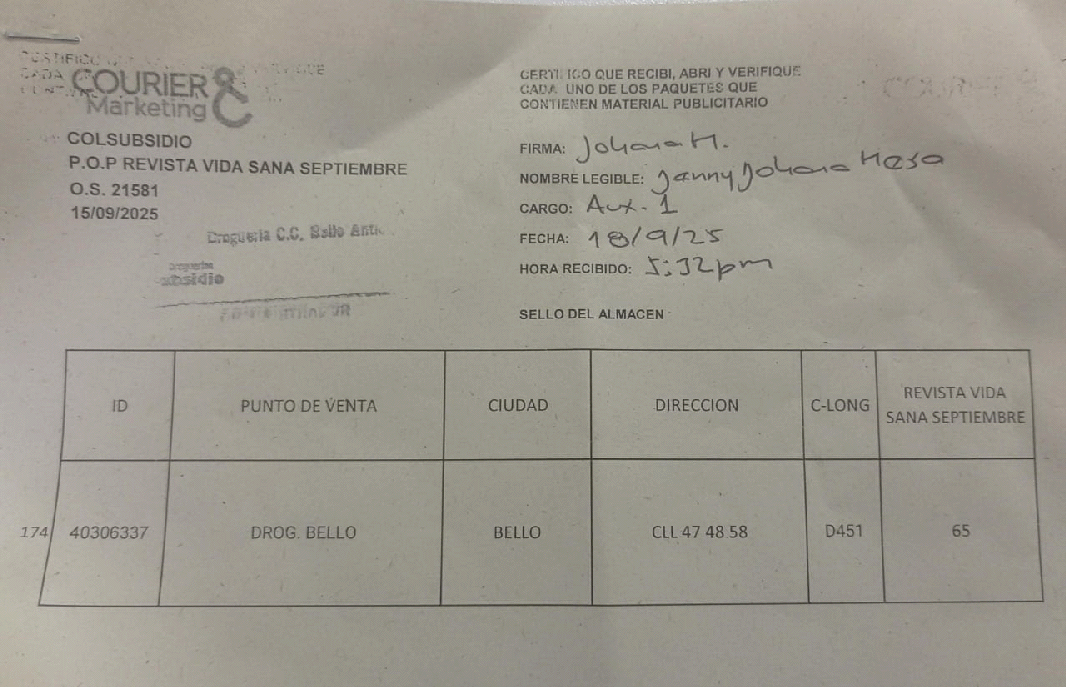 COURIER &
Marketing
COLSUBSIDIO
P.O.P REVISTA VIDA SANA SEPTIEMBRE
O.S. 21581
15/09/2025
Drogueria C.C. Bello
CERTIFICO QUE RECIBI, ABRI Y VERIFIQUE
CADA UNO DE LOS PAQUETES QUE
CONTIENEN MATERIAL PUBLICITARIO
FIRMA: Johana M.
NOMBRE LEGIBLE: Janny Johana Mesa
CARGO: Aux. 1
FECHA: 18/9/25
HORA RECIBIDO: 5:32pm
SELLO DEL ALMACEN
ID PUNTO DE VENTA CIUDAD DIRECCION C-LONG REVISTA VIDA
SANA SEPTIEMBRE
174 40306337 DROG. BELLO BELLO CLL 47 48 58 D451 65